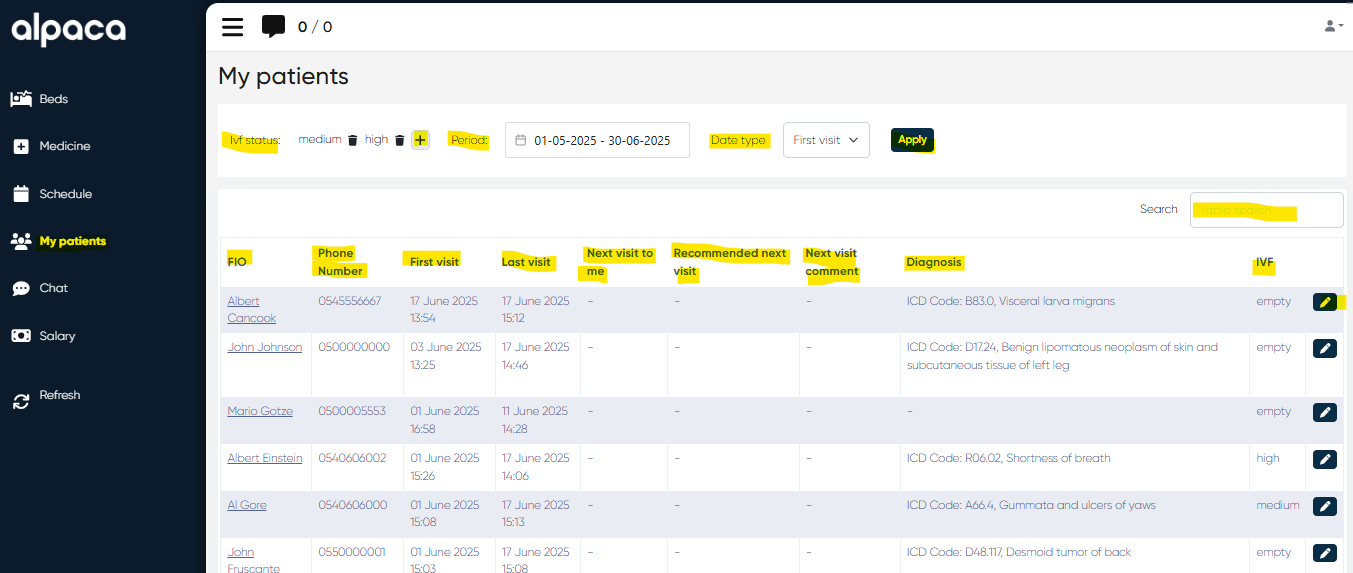 alpaca
0 / 0
Beds
Medicine
Schedule
My patients
Chat
Salary
Refresh
My patients
Ivf status: medium high + Period: 01-05-2025 - 30-06-2025 Date type First visit Apply
Search Table search
FIO Phone Number First visit Last visit Next visit to me Recommended next visit Next visit comment Diagnosis IVF
Albert Cancook 0545556667 17 June 2025 13:54 17 June 2025 15:12 - - - ICD Code: B83.0, Visceral larva migrans empty
John Johnson 0500000000 03 June 2025 13:25 17 June 2025 14:46 - - - ICD Code: D17.24, Benign lipomatous neoplasm of skin and subcutaneous tissue of left leg empty
Mario Gotze 0500005553 01 June 2025 16:58 11 June 2025 14:28 - - - - empty
Albert Einstein 0540606002 01 June 2025 15:26 17 June 2025 14:06 - - - ICD Code: R06.02, Shortness of breath high
Al Gore 0540606000 01 June 2025 15:08 17 June 2025 15:13 - - - ICD Code: A66.4, Gummata and ulcers of yaws medium
John Fruscante 0550000001 01 June 2025 15:03 17 June 2025 15:08 - - - ICD Code: D48.117, Desmoid tumor of back empty